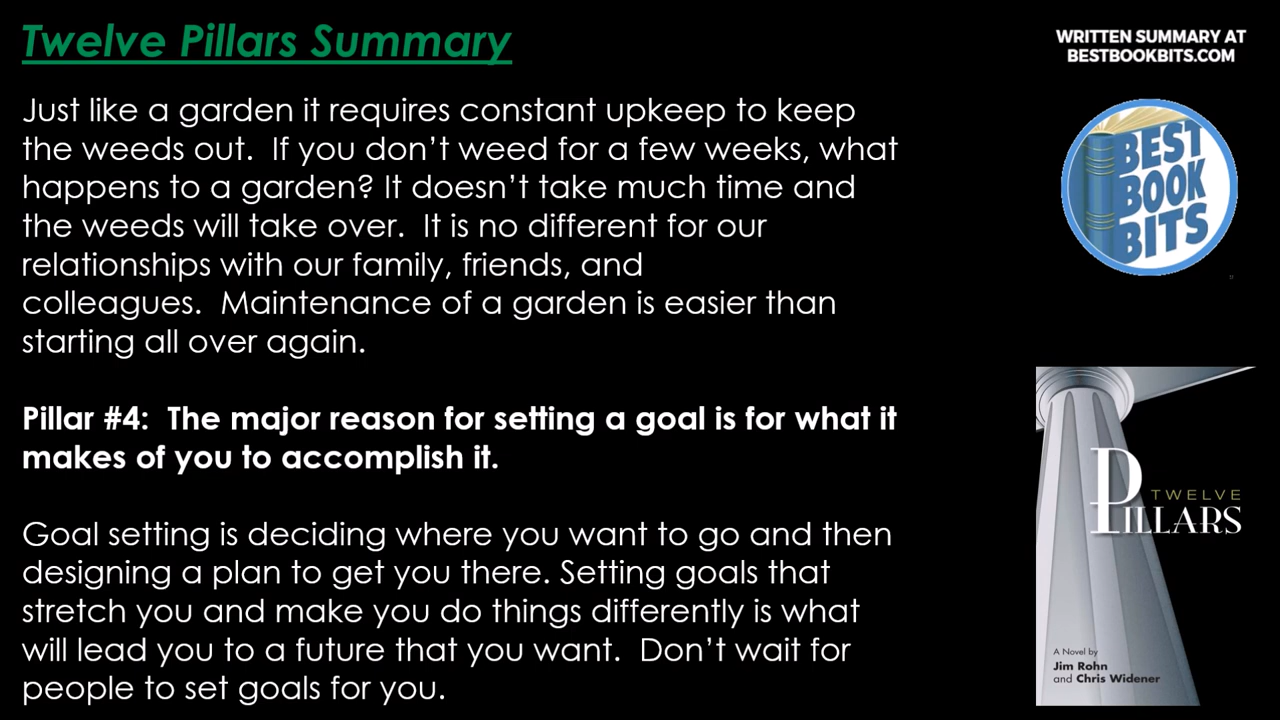 Twelve Pillars Summary
Just like a garden it requires constant upkeep to keep
the weeds out.  If you don’t weed for a few weeks, what
happens to a garden? It doesn’t take much time and
the weeds will take over.  It is no different for our
relationships with our family, friends, and
colleagues.  Maintenance of a garden is easier than
starting all over again.
Pillar #4:  The major reason for setting a goal is for what it
makes of you to accomplish it.
Goal setting is deciding where you want to go and then
designing a plan to get you there. Setting goals that
stretch you and make you do things differently is what
will lead you to a future that you want.  Don’t wait for
people to set goals for you.
WRITTEN SUMMARY AT
BESTBOOKBITS.COM
BEST
BOOK
BITS
TWELVE
PILLARS
A Novel by
Jim Rohn
and Chris Widener